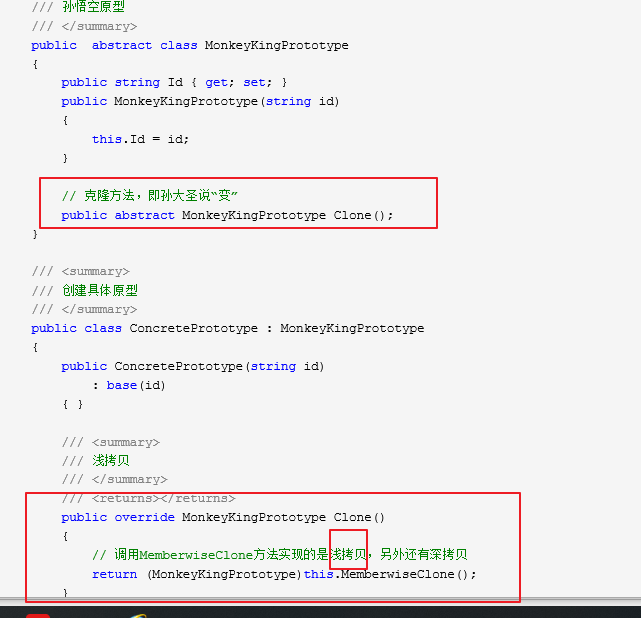 /// 孙悟空原型
/// </summary>
public  abstract class MonkeyKingPrototype
{
    public string Id { get; set; }
    public MonkeyKingPrototype(string id)
    {
        this.Id = id;
    }

    // 克隆方法，即孙大圣说“变”
    public abstract MonkeyKingPrototype Clone();
}

/// <summary>
/// 创建具体原型
/// </summary>
public class ConcretePrototype : MonkeyKingPrototype
{
    public ConcretePrototype(string id)
        : base(id)
    { }

    /// <summary>
    /// 浅拷贝
    /// </summary>
    /// <returns></returns>
    public override MonkeyKingPrototype Clone()
    {
        // 调用MemberwiseClone方法实现的是浅拷贝，另外还有深拷贝
        return (MonkeyKingPrototype)this.MemberwiseClone();
    }